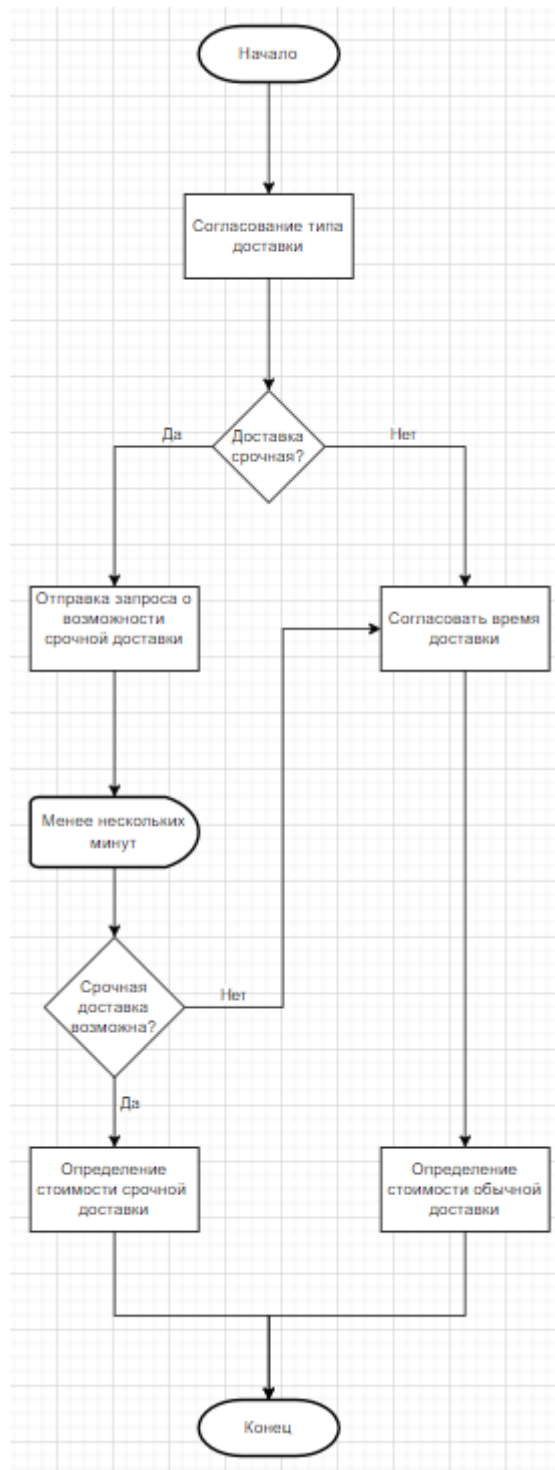 Начало
Согласование типа
доставки
Доставка
срочная?
Да
Нет
Отправка запроса о
возможности
срочной доставки
Согласовать время
доставки
Менее нескольких
минут
Срочная
доставка
возможна?
Нет
Да
Определение
стоимости срочной
доставки
Определение
стоимости обычной
доставки
Конец